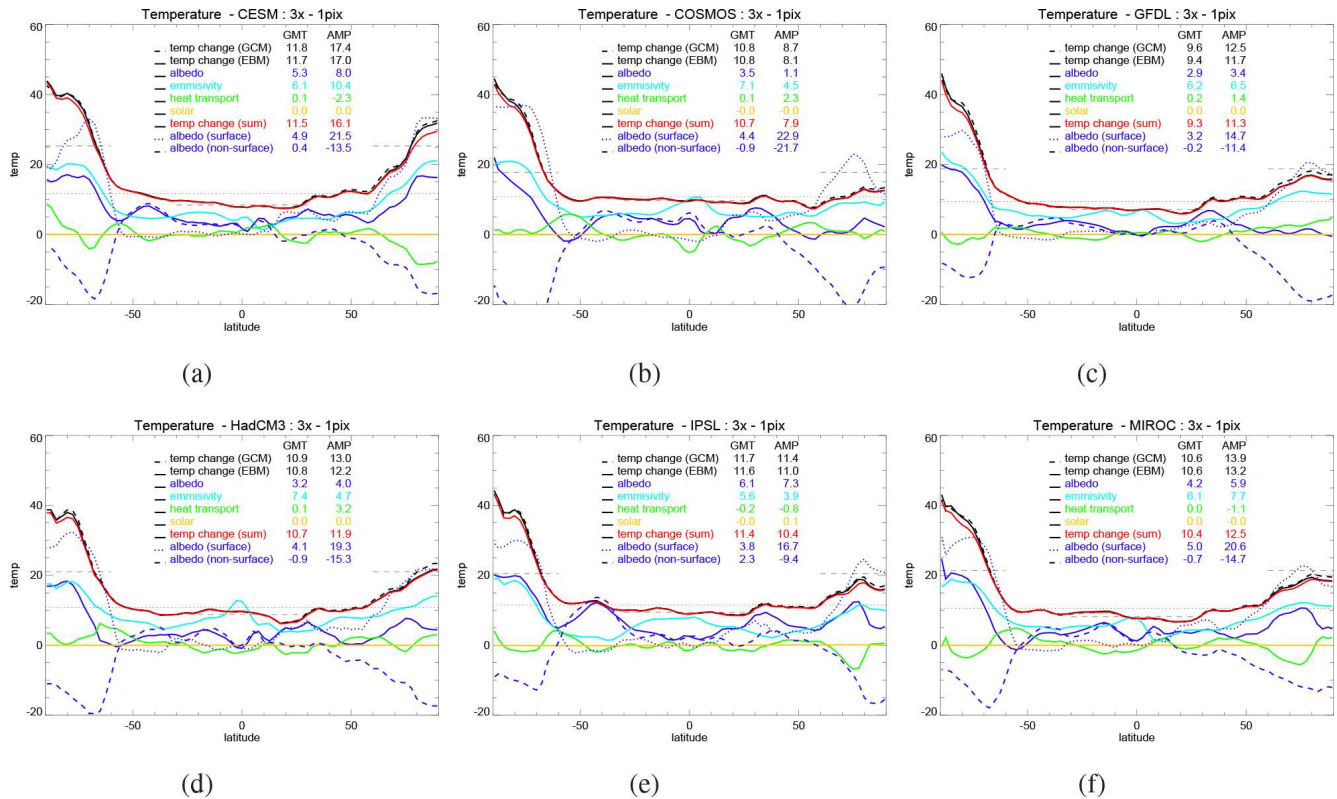 Temperature - CESM : 3x - 1pix
GMT AMP
temp change (GCM) 11.8 17.4
temp change (EBM) 11.7 17.0
albedo 5.3 8.0
emmisivity 6.1 10.4
heat transport 0.1 -2.3
solar 0.0 0.0
temp change (sum) 11.5 16.1
albedo (surface) 4.9 21.5
albedo (non-surface) 0.4 -13.5
60
40
20
0
-20
temp
-50 0 50
latitude
(a)
Temperature - COSMOS : 3x - 1pix
GMT AMP
temp change (GCM) 10.8 8.7
temp change (EBM) 10.8 8.1
albedo 3.5 1.1
emmisivity 7.1 4.5
heat transport 0.1 2.3
solar -0.0 -0.0
temp change (sum) 10.7 7.9
albedo (surface) 4.4 22.9
albedo (non-surface) -0.9 -21.7
60
40
20
0
-20
temp
-50 0 50
latitude
(b)
Temperature - GFDL : 3x - 1pix
GMT AMP
temp change (GCM) 9.6 12.5
temp change (EBM) 9.4 11.7
albedo 2.9 3.4
emmisivity 6.2 6.5
heat transport 0.2 1.4
solar 0.0 0.0
temp change (sum) 9.3 11.3
albedo (surface) 3.2 14.7
albedo (non-surface) -0.2 -11.4
60
40
20
0
-20
temp
-50 0 50
latitude
(c)
Temperature - HadCM3 : 3x - 1pix
GMT AMP
temp change (GCM) 10.9 13.0
temp change (EBM) 10.8 12.2
albedo 3.2 4.0
emmisivity 7.4 4.7
heat transport 0.1 3.2
solar 0.0 0.0
temp change (sum) 10.7 11.9
albedo (surface) 4.1 19.3
albedo (non-surface) -0.9 -15.3
60
40
20
0
-20
temp
-50 0 50
latitude
(d)
Temperature - IPSL : 3x - 1pix
GMT AMP
temp change (GCM) 11.7 11.4
temp change (EBM) 11.6 11.0
albedo 6.1 7.3
emmisivity 5.6 3.9
heat transport -0.2 -0.8
solar -0.0 0.1
temp change (sum) 11.4 10.4
albedo (surface) 3.8 16.7
albedo (non-surface) 2.3 -9.4
60
40
20
0
-20
temp
-50 0 50
latitude
(e)
Temperature - MIROC : 3x - 1pix
GMT AMP
temp change (GCM) 10.6 13.9
temp change (EBM) 10.6 13.2
albedo 4.2 5.9
emmisivity 6.1 7.7
heat transport 0.0 -1.1
solar -0.0 -0.0
temp change (sum) 10.4 12.5
albedo (surface) 5.0 20.6
albedo (non-surface) -0.7 -14.7
60
40
20
0
-20
temp
-50 0 50
latitude
(f)